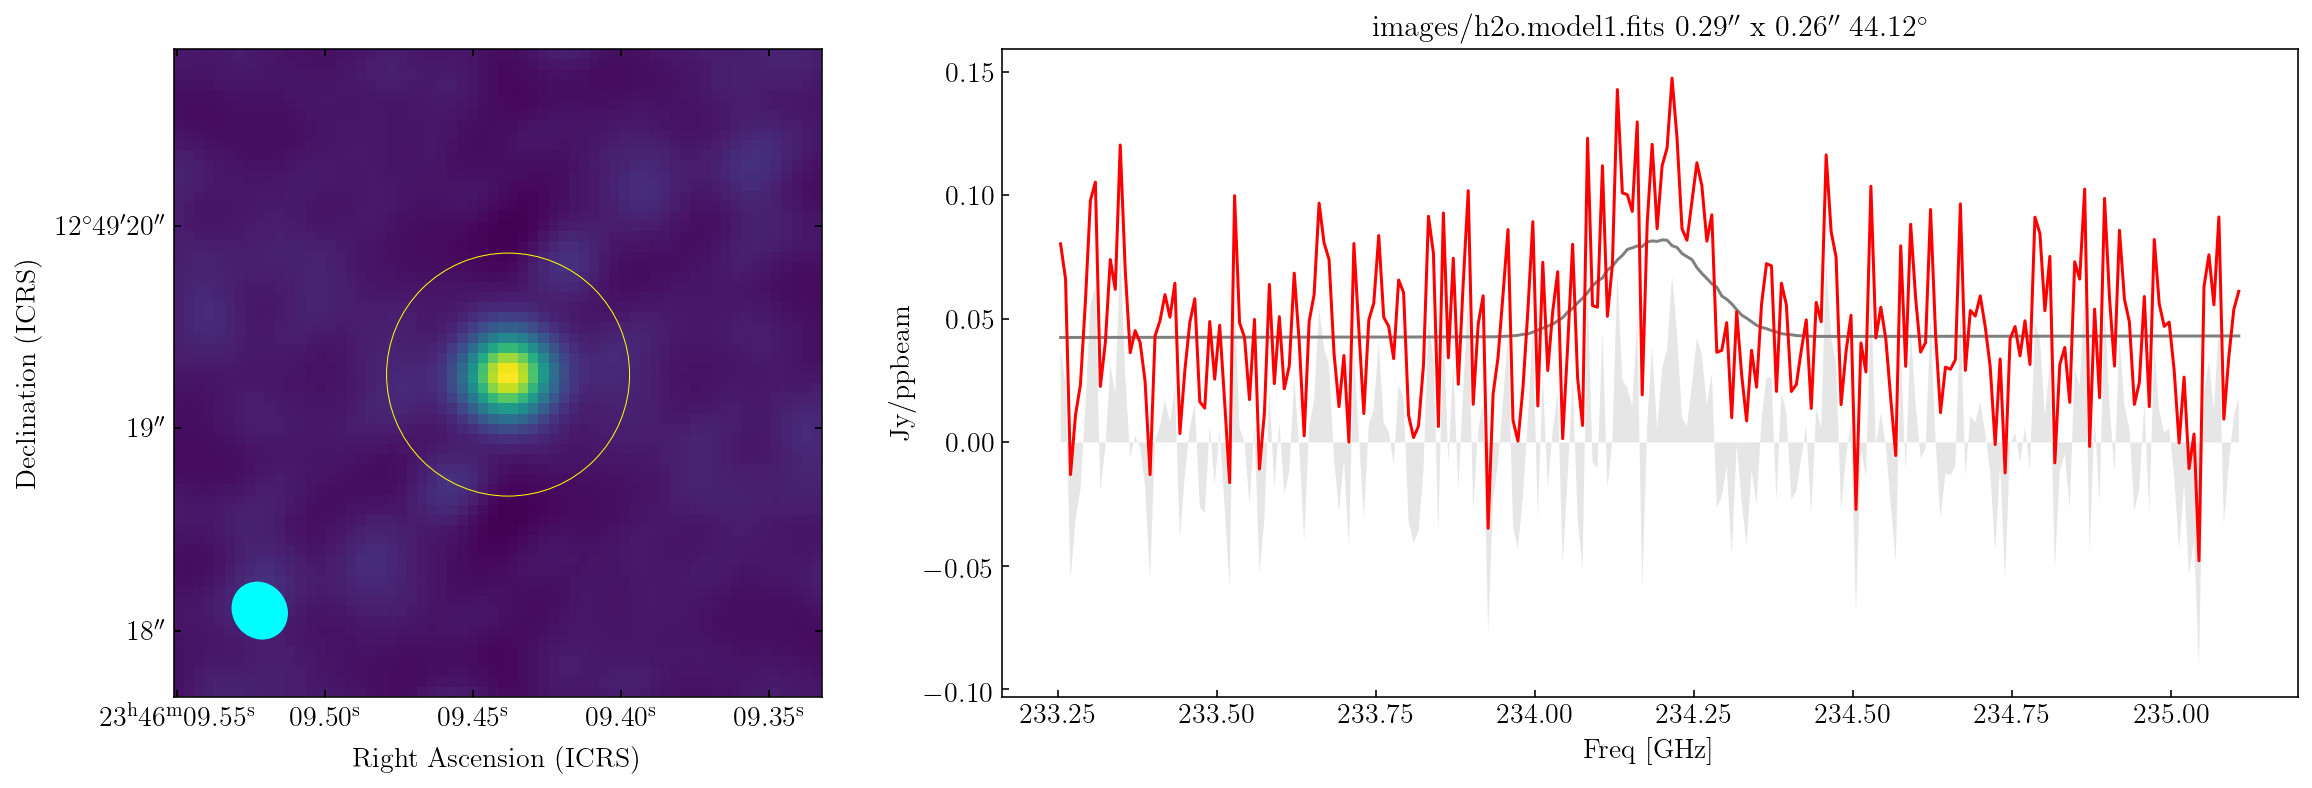 images/h2o.model1.fits 0.29″ x 0.26″ 44.12°
Declination (ICRS)
12°49′20″
19″
18″
23ʰ46ᵐ09.55ˢ 09.50ˢ 09.45ˢ 09.40ˢ 09.35ˢ
Right Ascension (ICRS)
Jy/ppbeam
0.15
0.10
0.05
0.00
−0.05
−0.10
233.25 233.50 233.75 234.00 234.25 234.50 234.75 235.00
Freq [GHz]